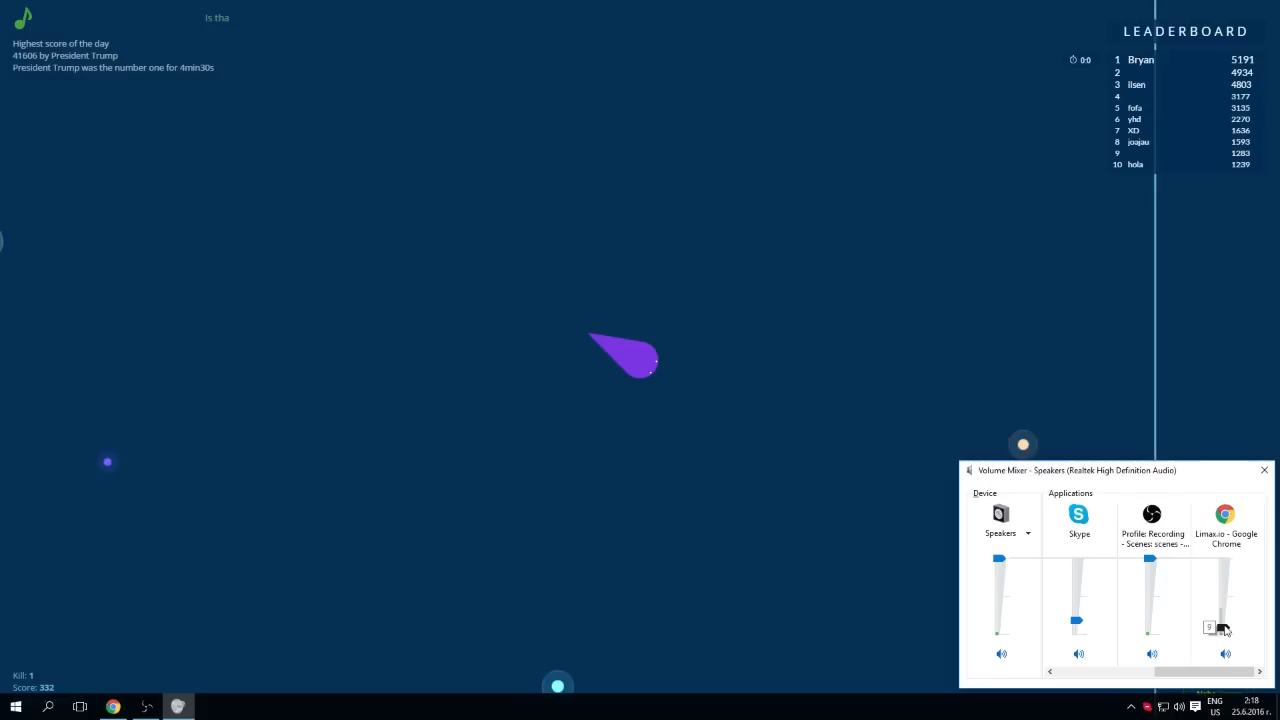 Is tha
Highest score of the day
41606 by President Trump
President Trump was the number one for 4min30s
LEADERBOARD
0:0
1 Bryan 5191
2 4934
3 ilsen 4803
4 3177
5 fofa 3135
6 yhd 2270
7 XD 1636
8 joajau 1593
9 1283
10 hola 1239
Volume Mixer - Speakers (Realtek High Definition Audio)
Device
Applications
Speakers
Skype
Profile: Recording
- Scenes: scenes -...
Limax.io - Google
Chrome
9
Kill: 1
Score: 332
ENG
УС
2:18
25.6.2016 г.